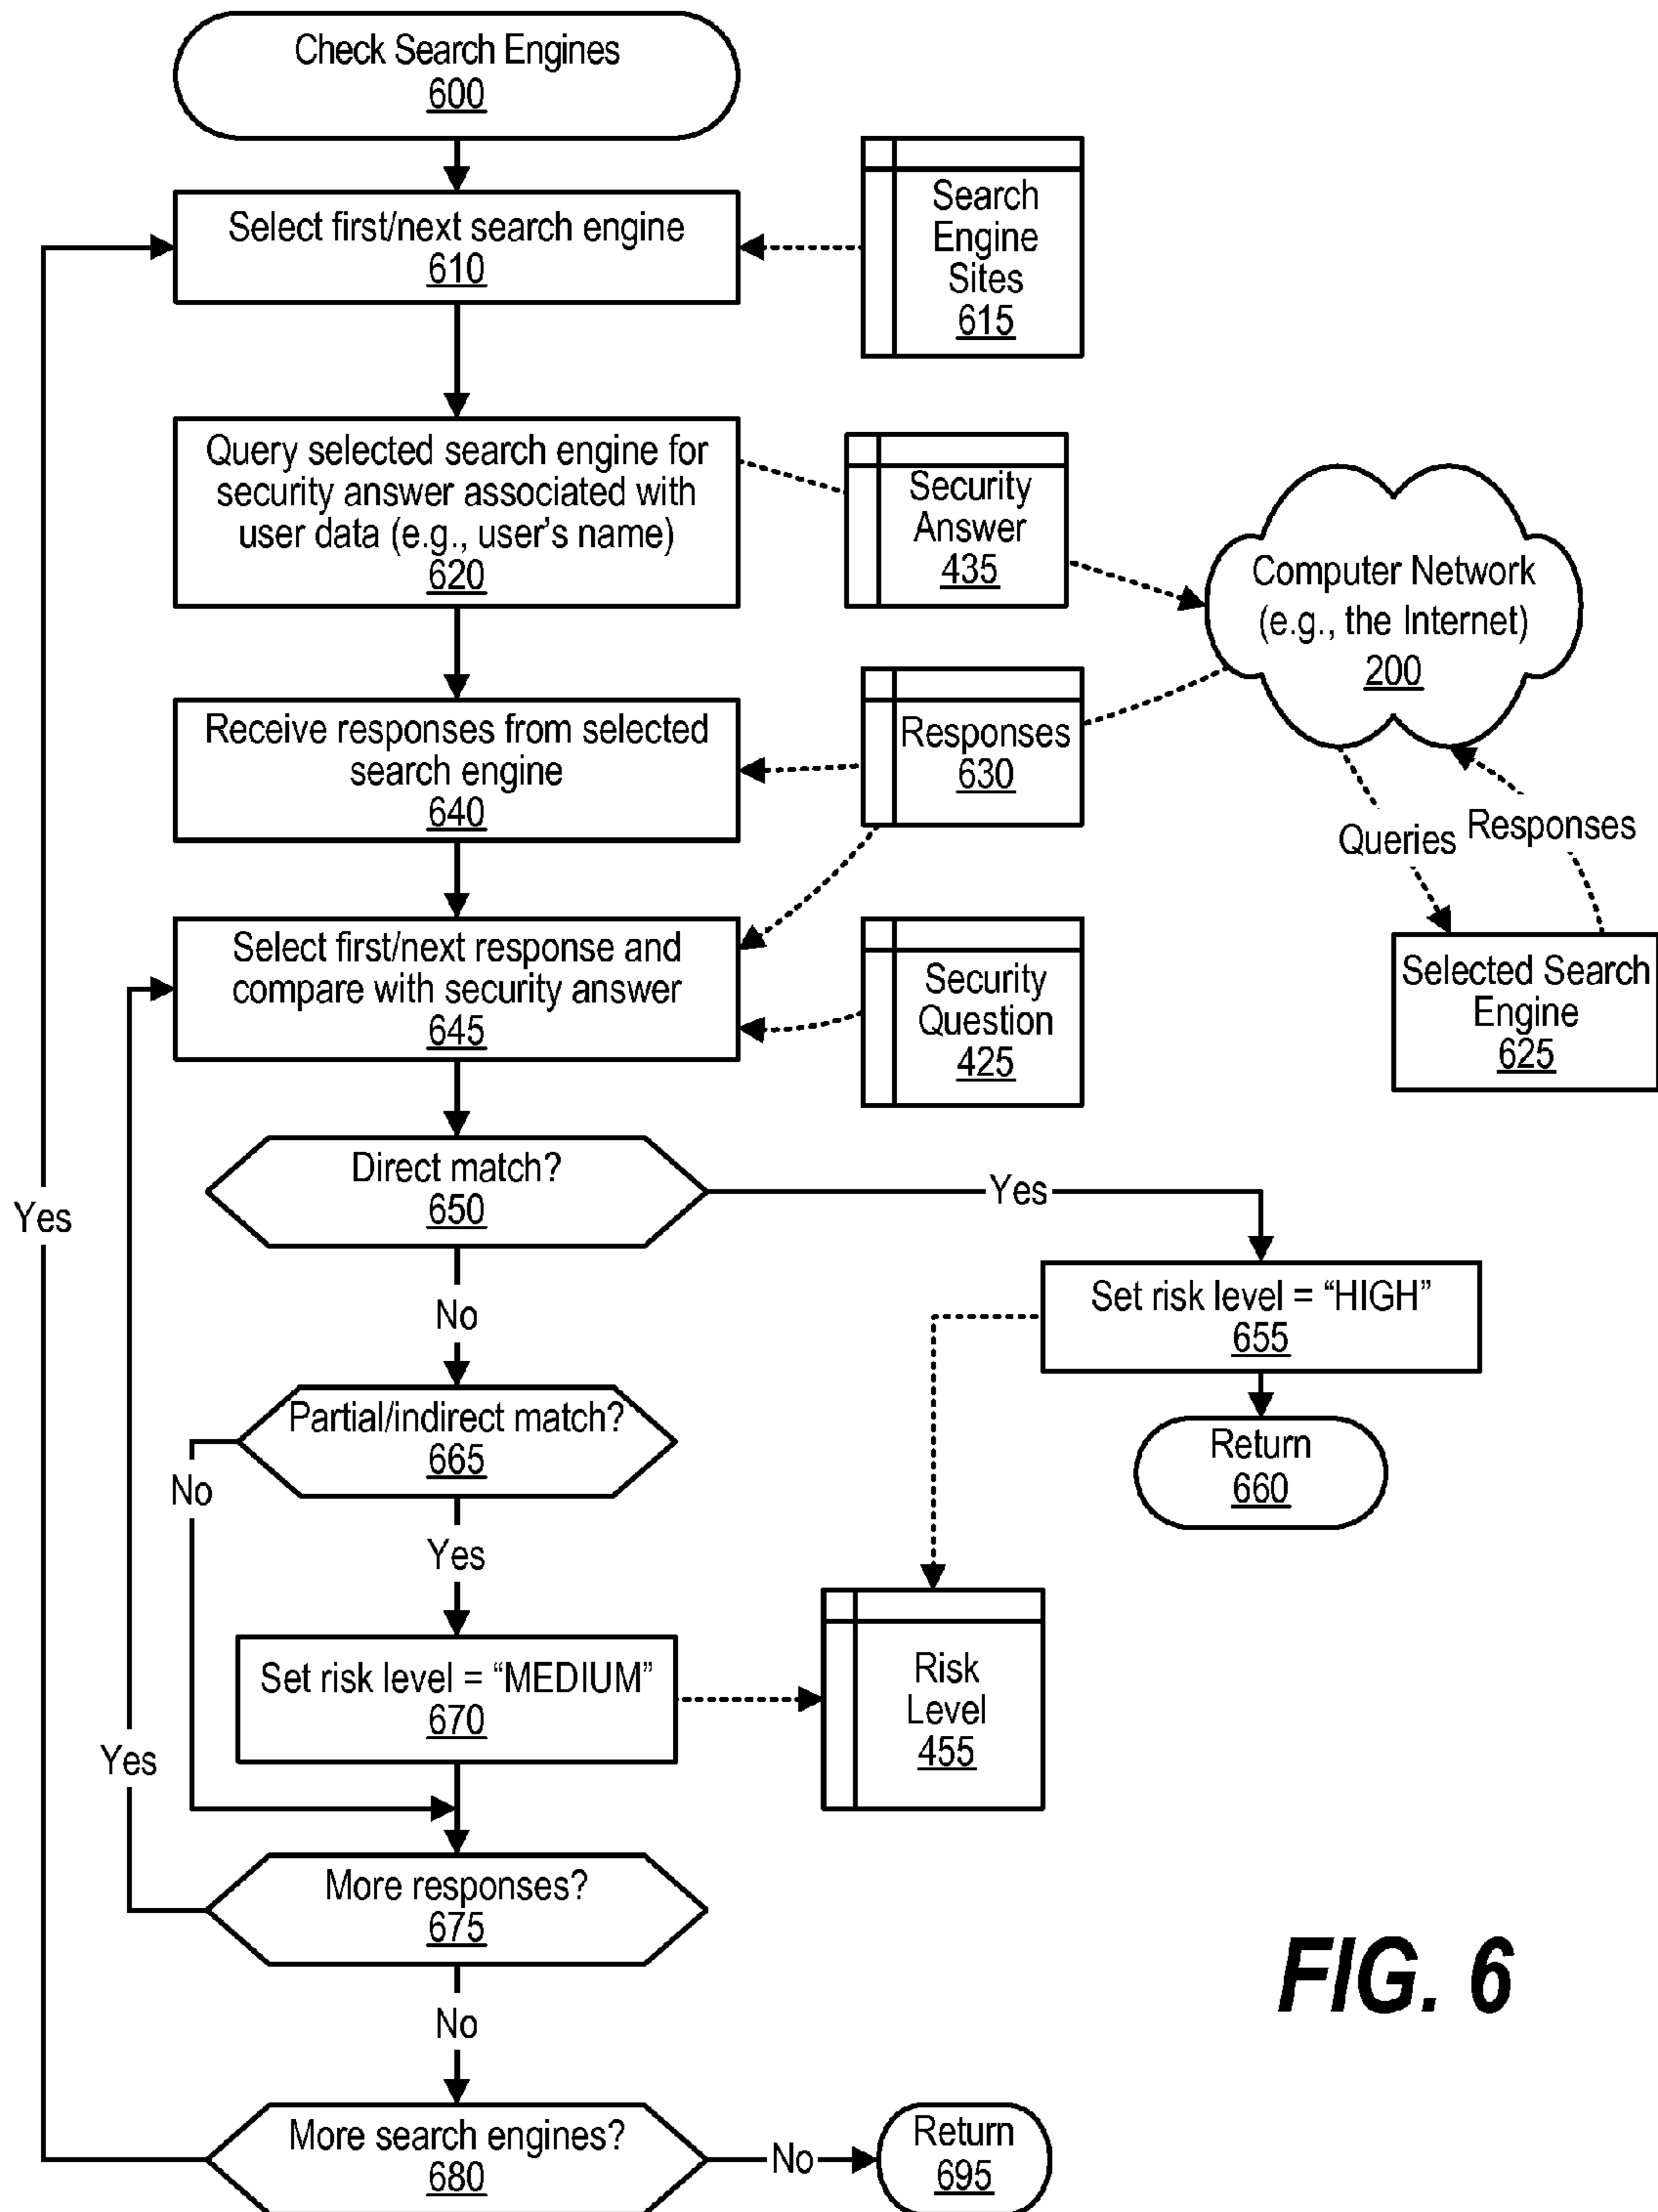 Check Search Engines
600
Select first/next search engine
610
Search
Engine
Sites
615
Query selected search engine for
security answer associated with
user data (e.g., user's name)
620
Security
Answer
435
Computer Network
(e.g., the Internet)
200
Receive responses from selected
search engine
640
Responses
630
Queries
Responses
Select first/next response and
compare with security answer
645
Security
Question
425
Selected Search
Engine
625
Direct match?
650
Yes
Yes
No
Set risk level = “HIGH”
655
Partial/indirect match?
665
Return
660
No
Yes
Set risk level = “MEDIUM”
670
Risk
Level
455
Yes
More responses?
675
No
FIG. 6
More search engines?
680
No
Return
695